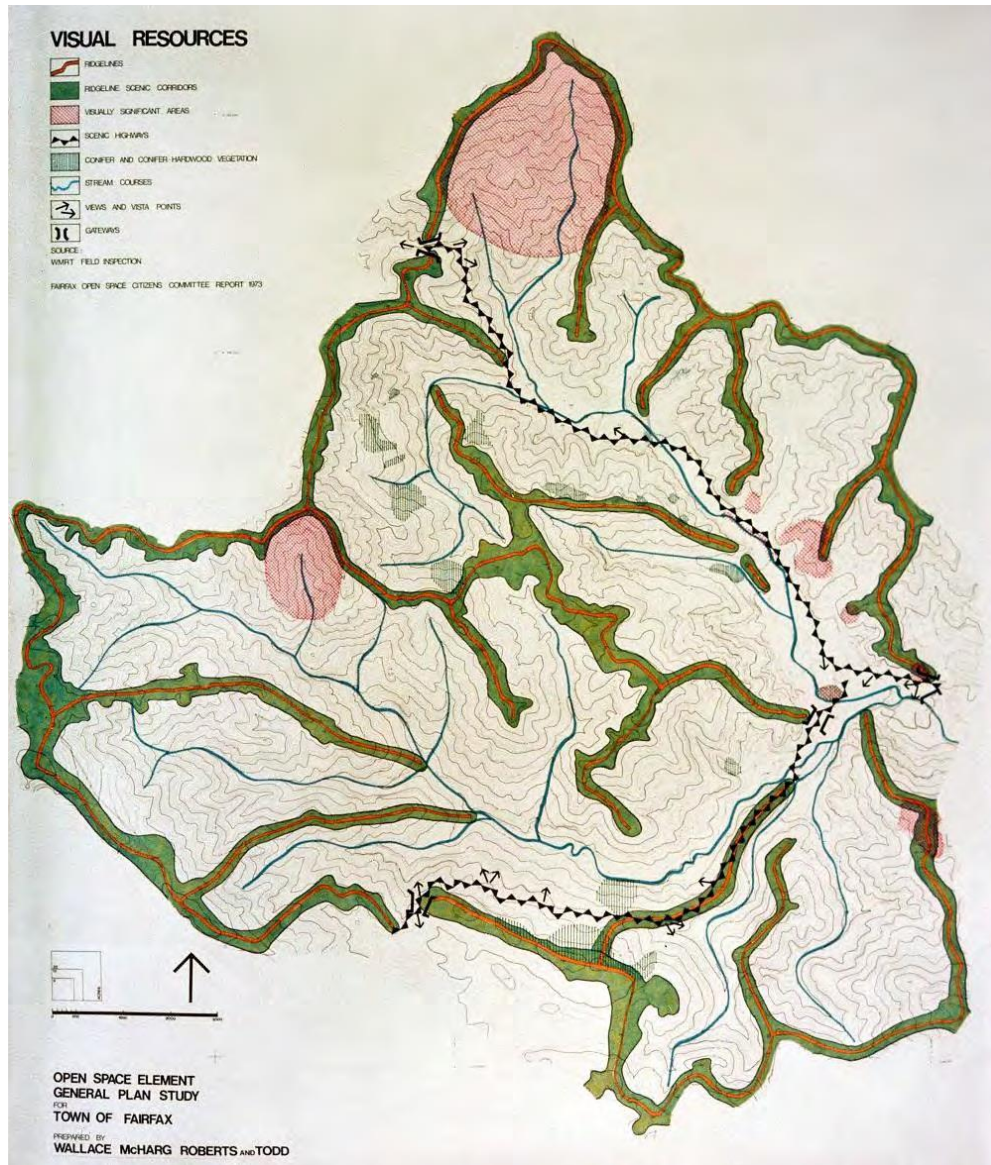 VISUAL RESOURCES
RIDGELINES
RIDGELINE SCENIC CORRIDORS
VISUALLY SIGNIFICANT AREAS
SCENIC HIGHWAYS
CONIFER AND CONIFER HARDWOOD VEGETATION
STREAM COURSES
VIEWS AND VISTA POINTS
GATEWAYS
SOURCE:
WMRT FIELD INSPECTION
FAIRFAX OPEN SPACE CITIZENS COMMITTEE REPORT 1973
OPEN SPACE ELEMENT
GENERAL PLAN STUDY
FOR
TOWN OF FAIRFAX
PREPARED BY
WALLACE McHARG ROBERTS AND TODD